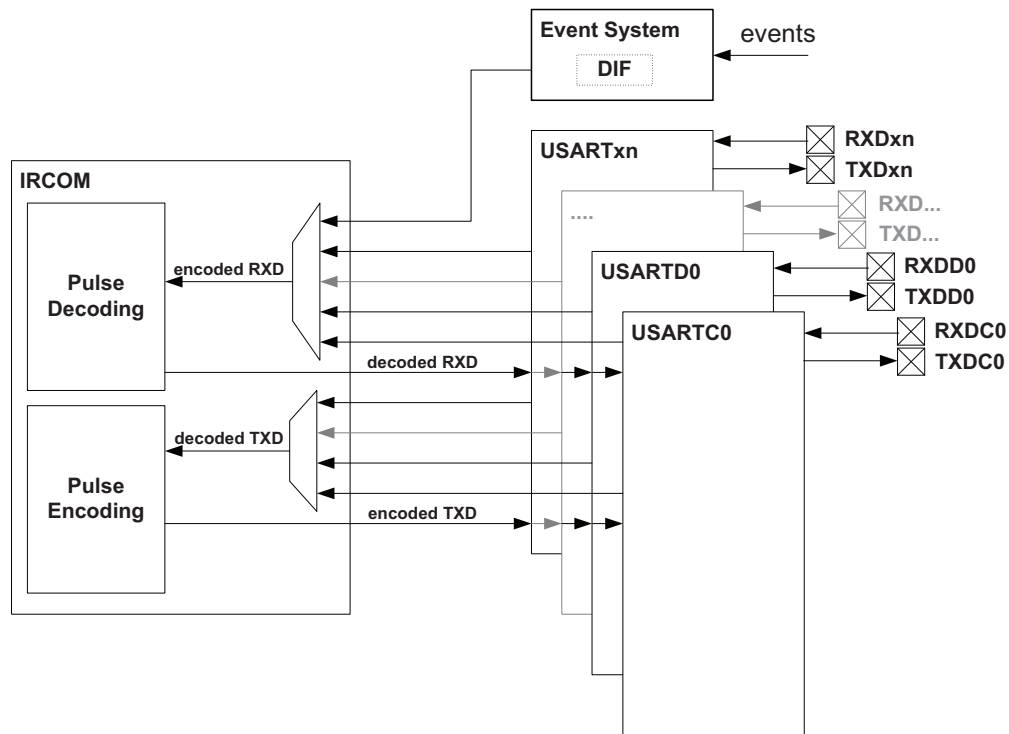 Event System
DIF
events
USARTxn
RXDxn
TXDxn
IRCOM
....
RXD...
TXD...
Pulse
Decoding
encoded RXD
USARTD0
RXDD0
TXDD0
USARTC0
RXDC0
TXDC0
decoded RXD
decoded TXD
Pulse
Encoding
encoded TXD